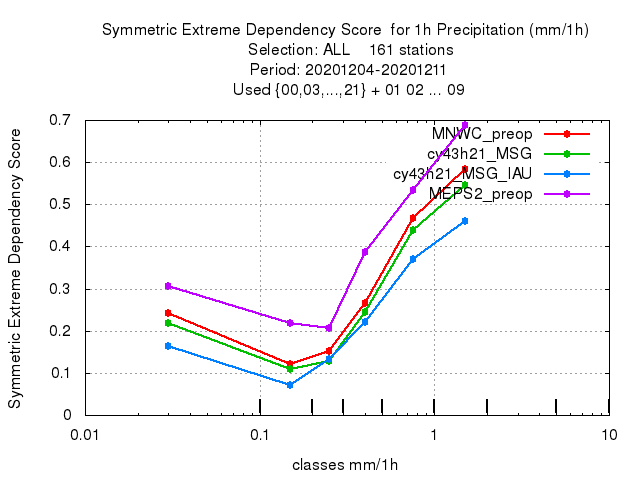 Symmetric Extreme Dependency Score for 1h Precipitation (mm/1h)
Selection: ALL 161 stations
Period: 20201204-20201211
Used {00,03,...,21} + 01 02 ... 09
Symmetric Extreme Dependency Score
0.7
0.6
0.5
0.4
0.3
0.2
0.1
0
MNWC_preop
cy43h21_MSG
cy43h21_MSG_IAU
MEPS2_preop
0.01
0.1
1
10
classes mm/1h